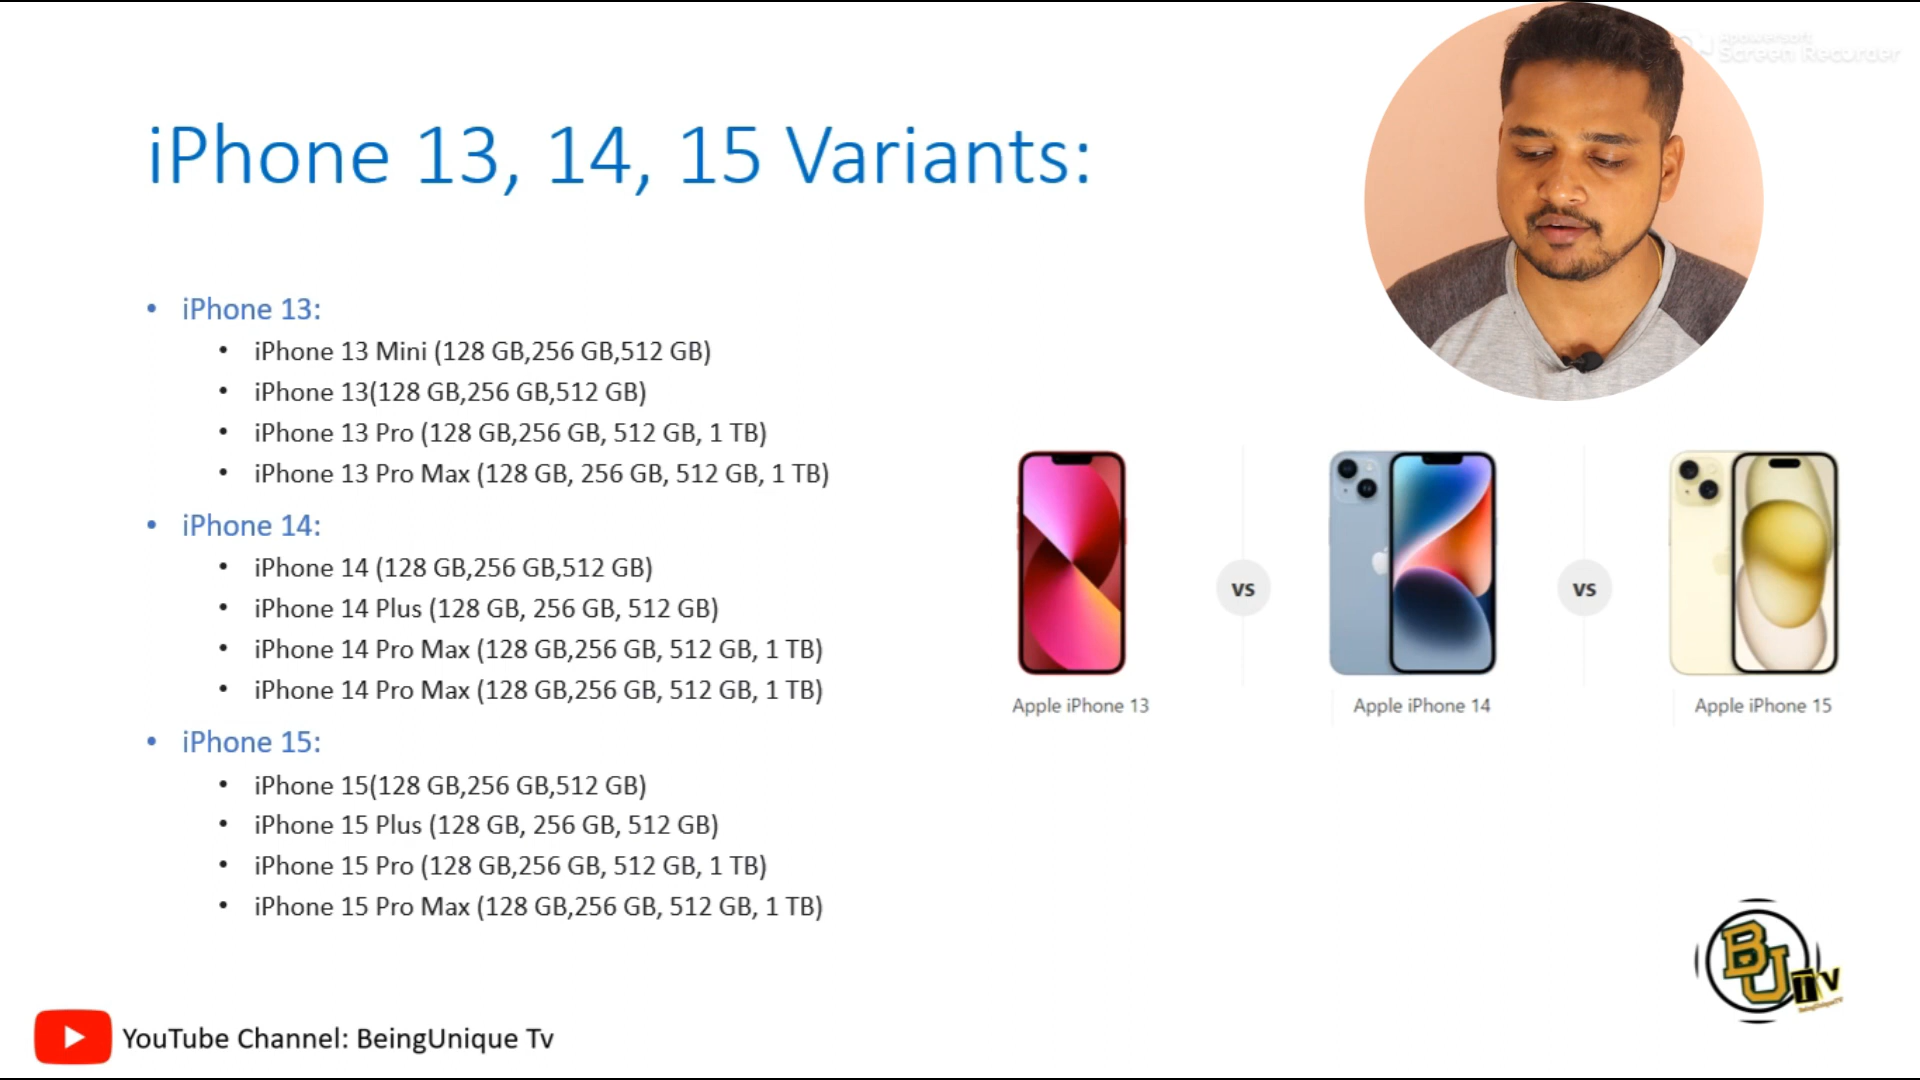 Apowersoft
Screen Recorder
iPhone 13, 14, 15 Variants:
• iPhone 13:
• iPhone 13 Mini (128 GB,256 GB,512 GB)
• iPhone 13(128 GB,256 GB,512 GB)
• iPhone 13 Pro (128 GB,256 GB, 512 GB, 1 TB)
• iPhone 13 Pro Max (128 GB, 256 GB, 512 GB, 1 TB)
• iPhone 14:
• iPhone 14 (128 GB,256 GB,512 GB)
• iPhone 14 Plus (128 GB, 256 GB, 512 GB)
• iPhone 14 Pro Max (128 GB,256 GB, 512 GB, 1 TB)
• iPhone 14 Pro Max (128 GB,256 GB, 512 GB, 1 TB)
• iPhone 15:
• iPhone 15(128 GB,256 GB,512 GB)
• iPhone 15 Plus (128 GB, 256 GB, 512 GB)
• iPhone 15 Pro (128 GB,256 GB, 512 GB, 1 TB)
• iPhone 15 Pro Max (128 GB,256 GB, 512 GB, 1 TB)
vs
vs
Apple iPhone 13
Apple iPhone 14
Apple iPhone 15
BU TV
BeingUniqueTV
YouTube Channel: BeingUnique Tv